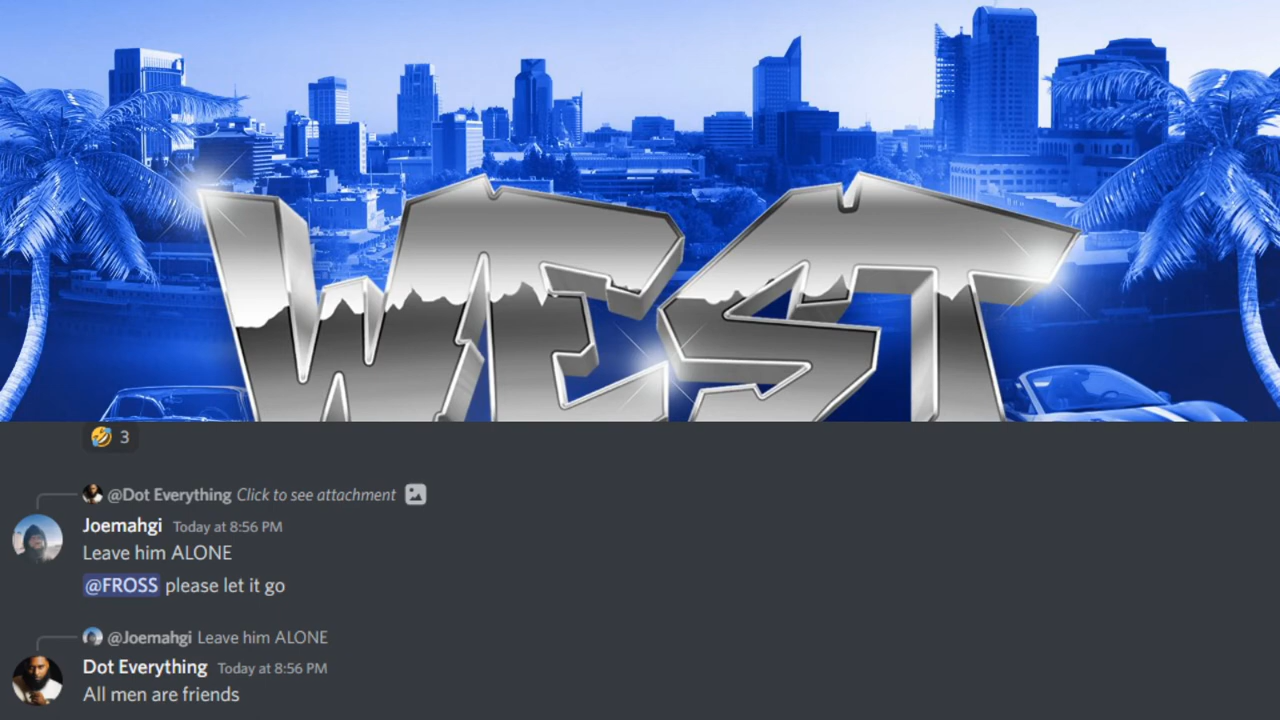 WEST
3
@Dot Everything Click to see attachment
Joemahgi Today at 8:56 PM
Leave him ALONE
@FROSS please let it go
@Joemahgi Leave him ALONE
Dot Everything Today at 8:56 PM
All men are friends